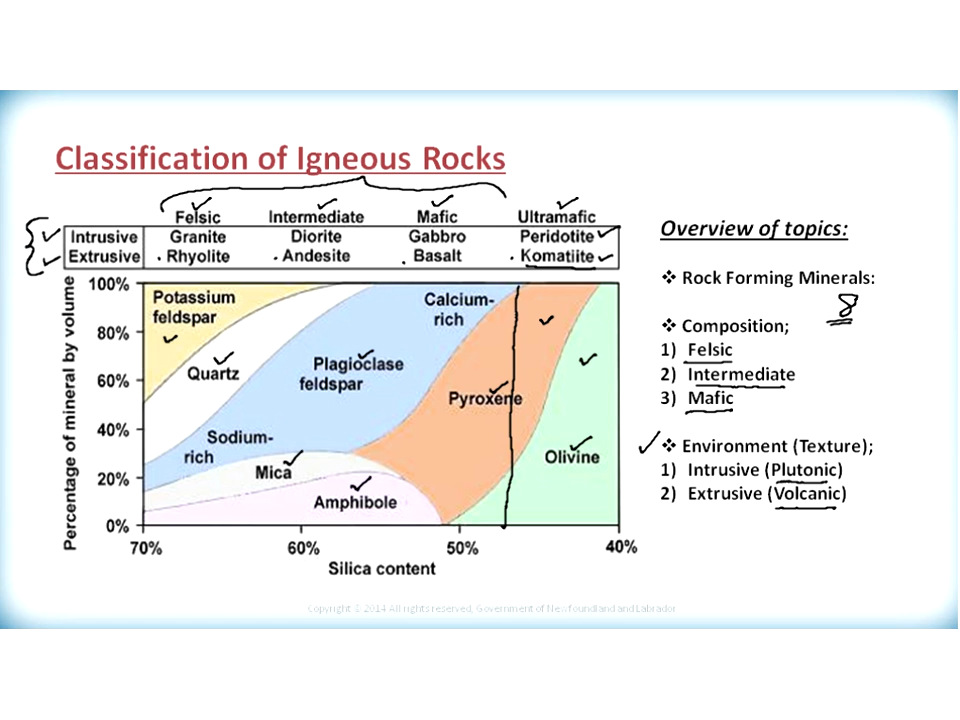 Classification of Igneous Rocks
Felsic Intermediate Mafic Ultramafic
Intrusive Granite Diorite Gabbro Peridotite
Extrusive Rhyolite Andesite Basalt Komatiite
Percentage of mineral by volume
100%
80%
60%
40%
20%
0%
Potassium
feldspar
Quartz
Calcium-
rich
Plagioclase
feldspar
Pyroxene
Sodium-
rich
Mica
Amphibole
Olivine
70% 60% 50% 40%
Silica content
Overview of topics:
❖ Rock Forming Minerals:
8
❖ Composition;
1) Felsic
2) Intermediate
3) Mafic
❖ Environment (Texture);
1) Intrusive (Plutonic)
2) Extrusive (Volcanic)
Copyright © 2014 All rights reserved, Government of Newfoundland and Labrador